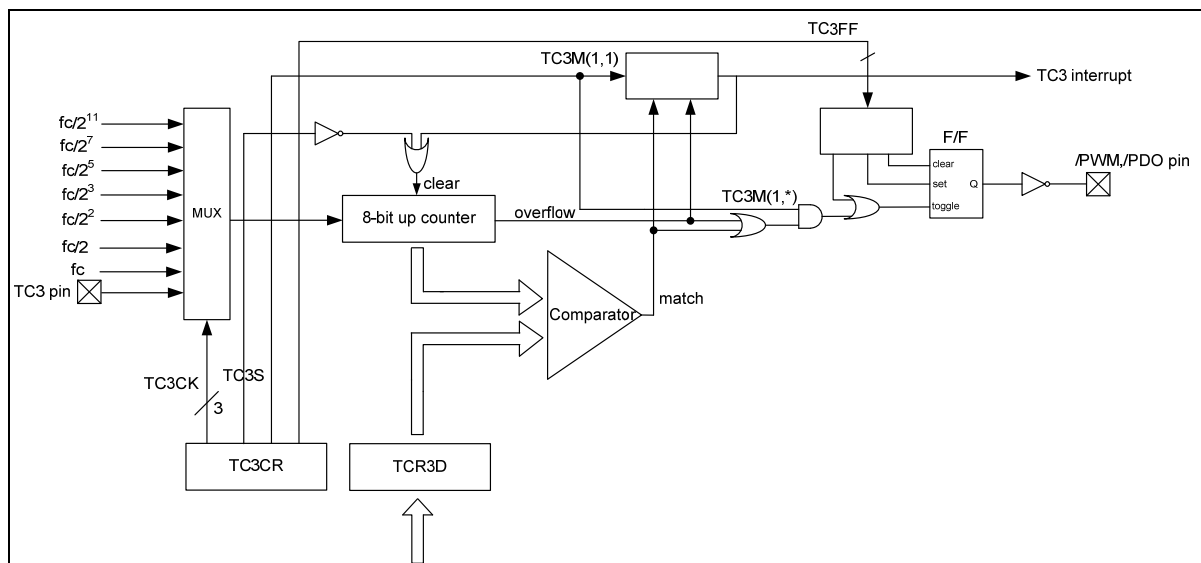 TC3FF
TC3M(1,1)
TC3 interrupt
fc/2¹¹
fc/2⁷
fc/2⁵
fc/2³
fc/2²
fc/2
fc
TC3 pin
MUX
clear
8-bit up counter
overflow
TC3M(1,*)
F/F
clear
set
Q
toggle
/PWM,/PDO pin
Comparator
match
TC3CK
3
TC3S
TC3CR
TCR3D